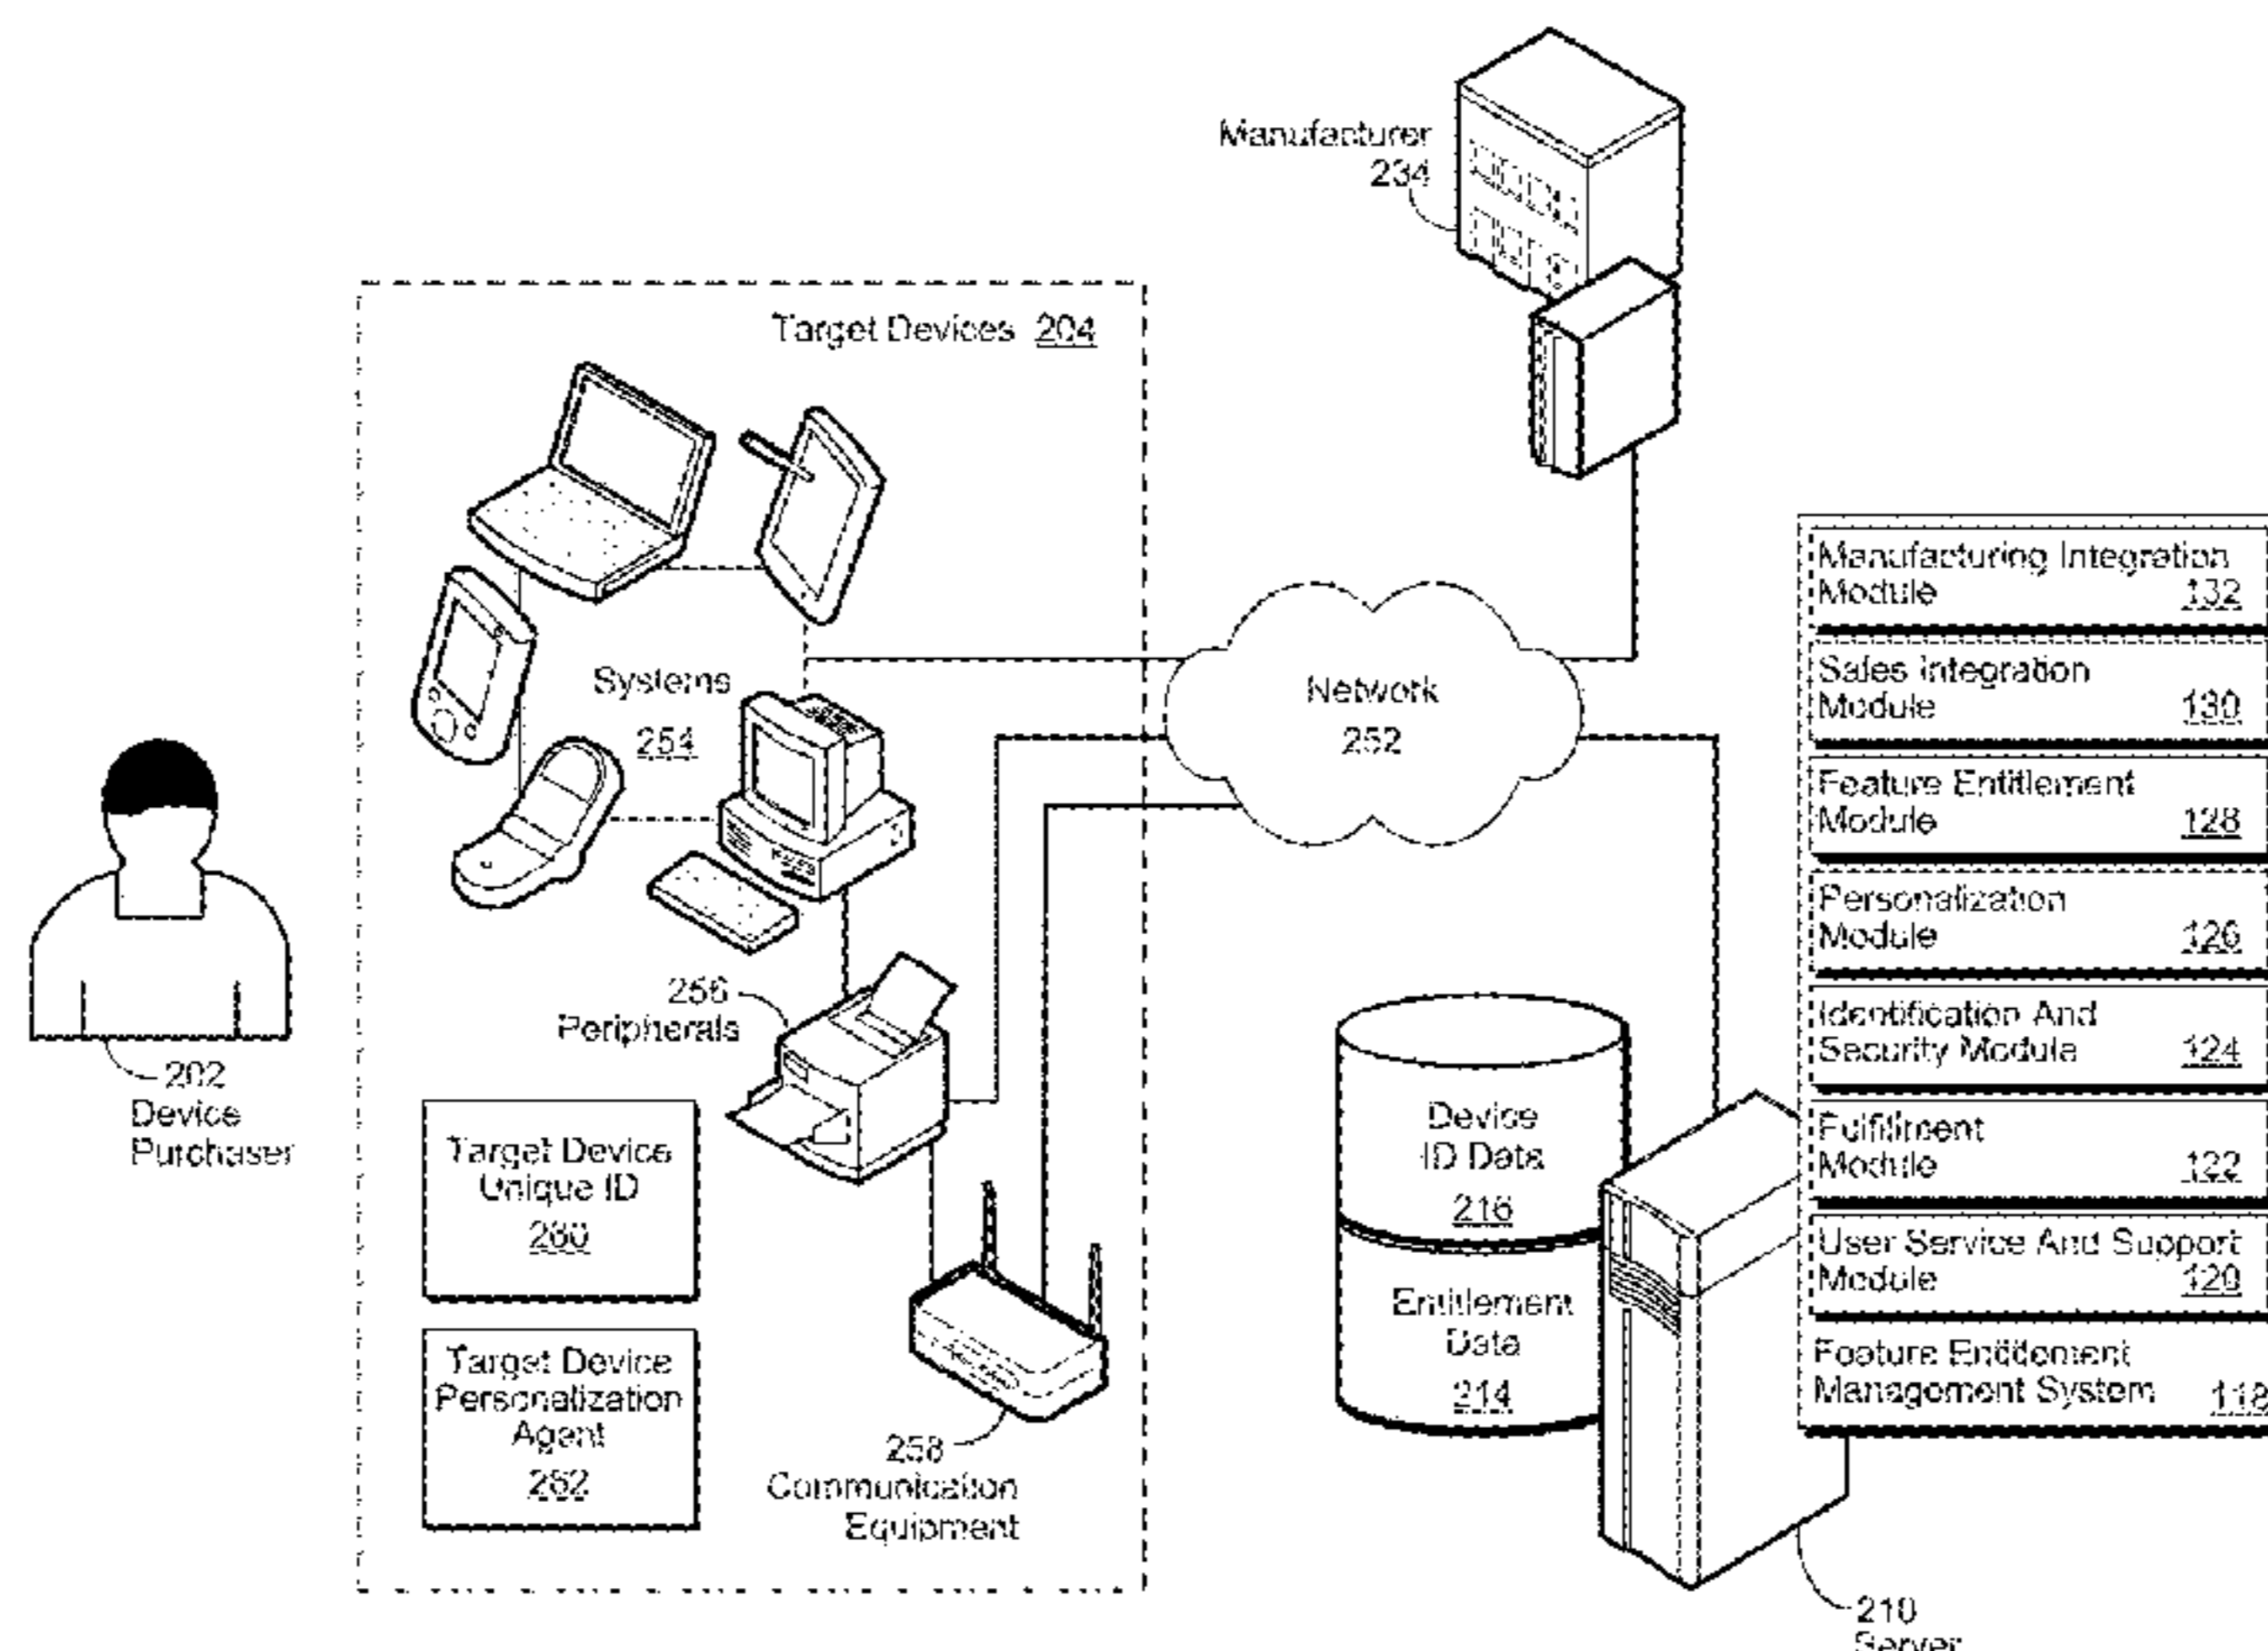 Manufacturer
234
Target Devices 204
Systems
254
Network
252
256
Peripherals
202
Device
Purchaser
Target Device
Unique ID
260
Target Device
Personalization
Agent
262
258
Communication
Equipment
Device
ID Data
216
Entitlement
Data
214
Manufacturing Integration
Module 132
Sales Integration
Module 130
Feature Entitlement
Module 128
Personalization
Module 126
Identification And
Security Module 124
Fulfillment
Module 122
User Service And Support
Module 120
Feature Entitlement
Management System 118
210
Server